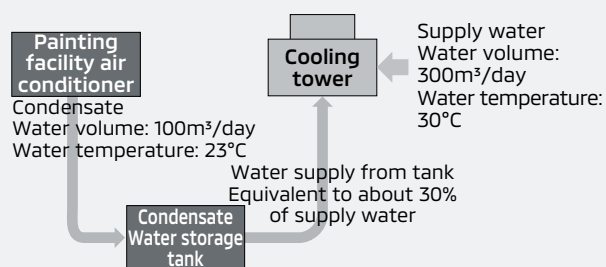 Painting
facility air
conditioner
Condensate
Water volume: 100m³/day
Water temperature: 23°C
Cooling
tower
Supply water
Water volume:
300m³/day
Water temperature:
30°C
Water supply from tank
Equivalent to about 30%
of supply water
Condensate
Water storage
tank